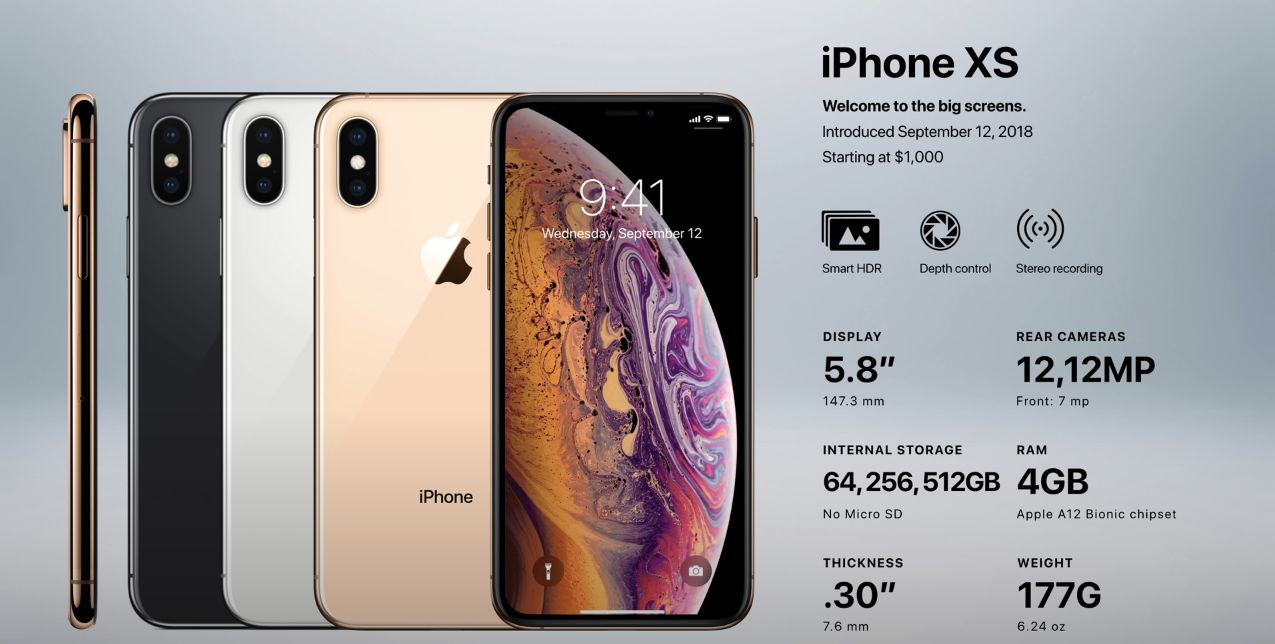 iPhone XS
Welcome to the big screens.
Introduced September 12, 2018
Starting at $1,000
9:41
Wednesday, September 12
iPhone
Smart HDR
Depth control
Stereo recording
DISPLAY
5.8″
147.3 mm
REAR CAMERAS
12,12MP
Front: 7 mp
INTERNAL STORAGE
64, 256, 512GB
No Micro SD
RAM
4GB
Apple A12 Bionic chipset
THICKNESS
.30″
7.6 mm
WEIGHT
177G
6.24 oz